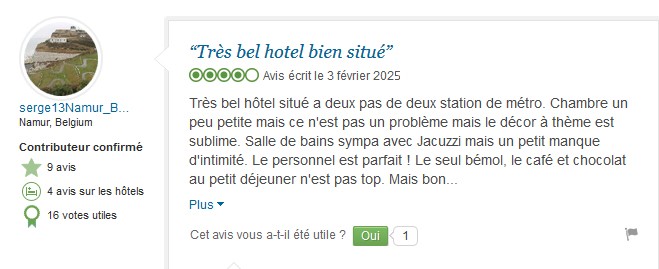 serge13Namur_B...
Namur, Belgium
Contributeur confirmé
9 avis
4 avis sur les hôtels
16 votes utiles
“Très bel hotel bien situé”
Avis écrit le 3 février 2025
Très bel hôtel situé a deux pas de deux station de métro. Chambre un
peu petite mais ce n'est pas un problème mais le décor à thème est
sublime. Salle de bains sympa avec Jacuzzi mais un petit manque
d'intimité. Le personnel est parfait ! Le seul bémol, le café et chocolat
au petit déjeuner n'est pas top. Mais bon...
Plus
Cet avis vous a-t-il été utile ? Oui 1